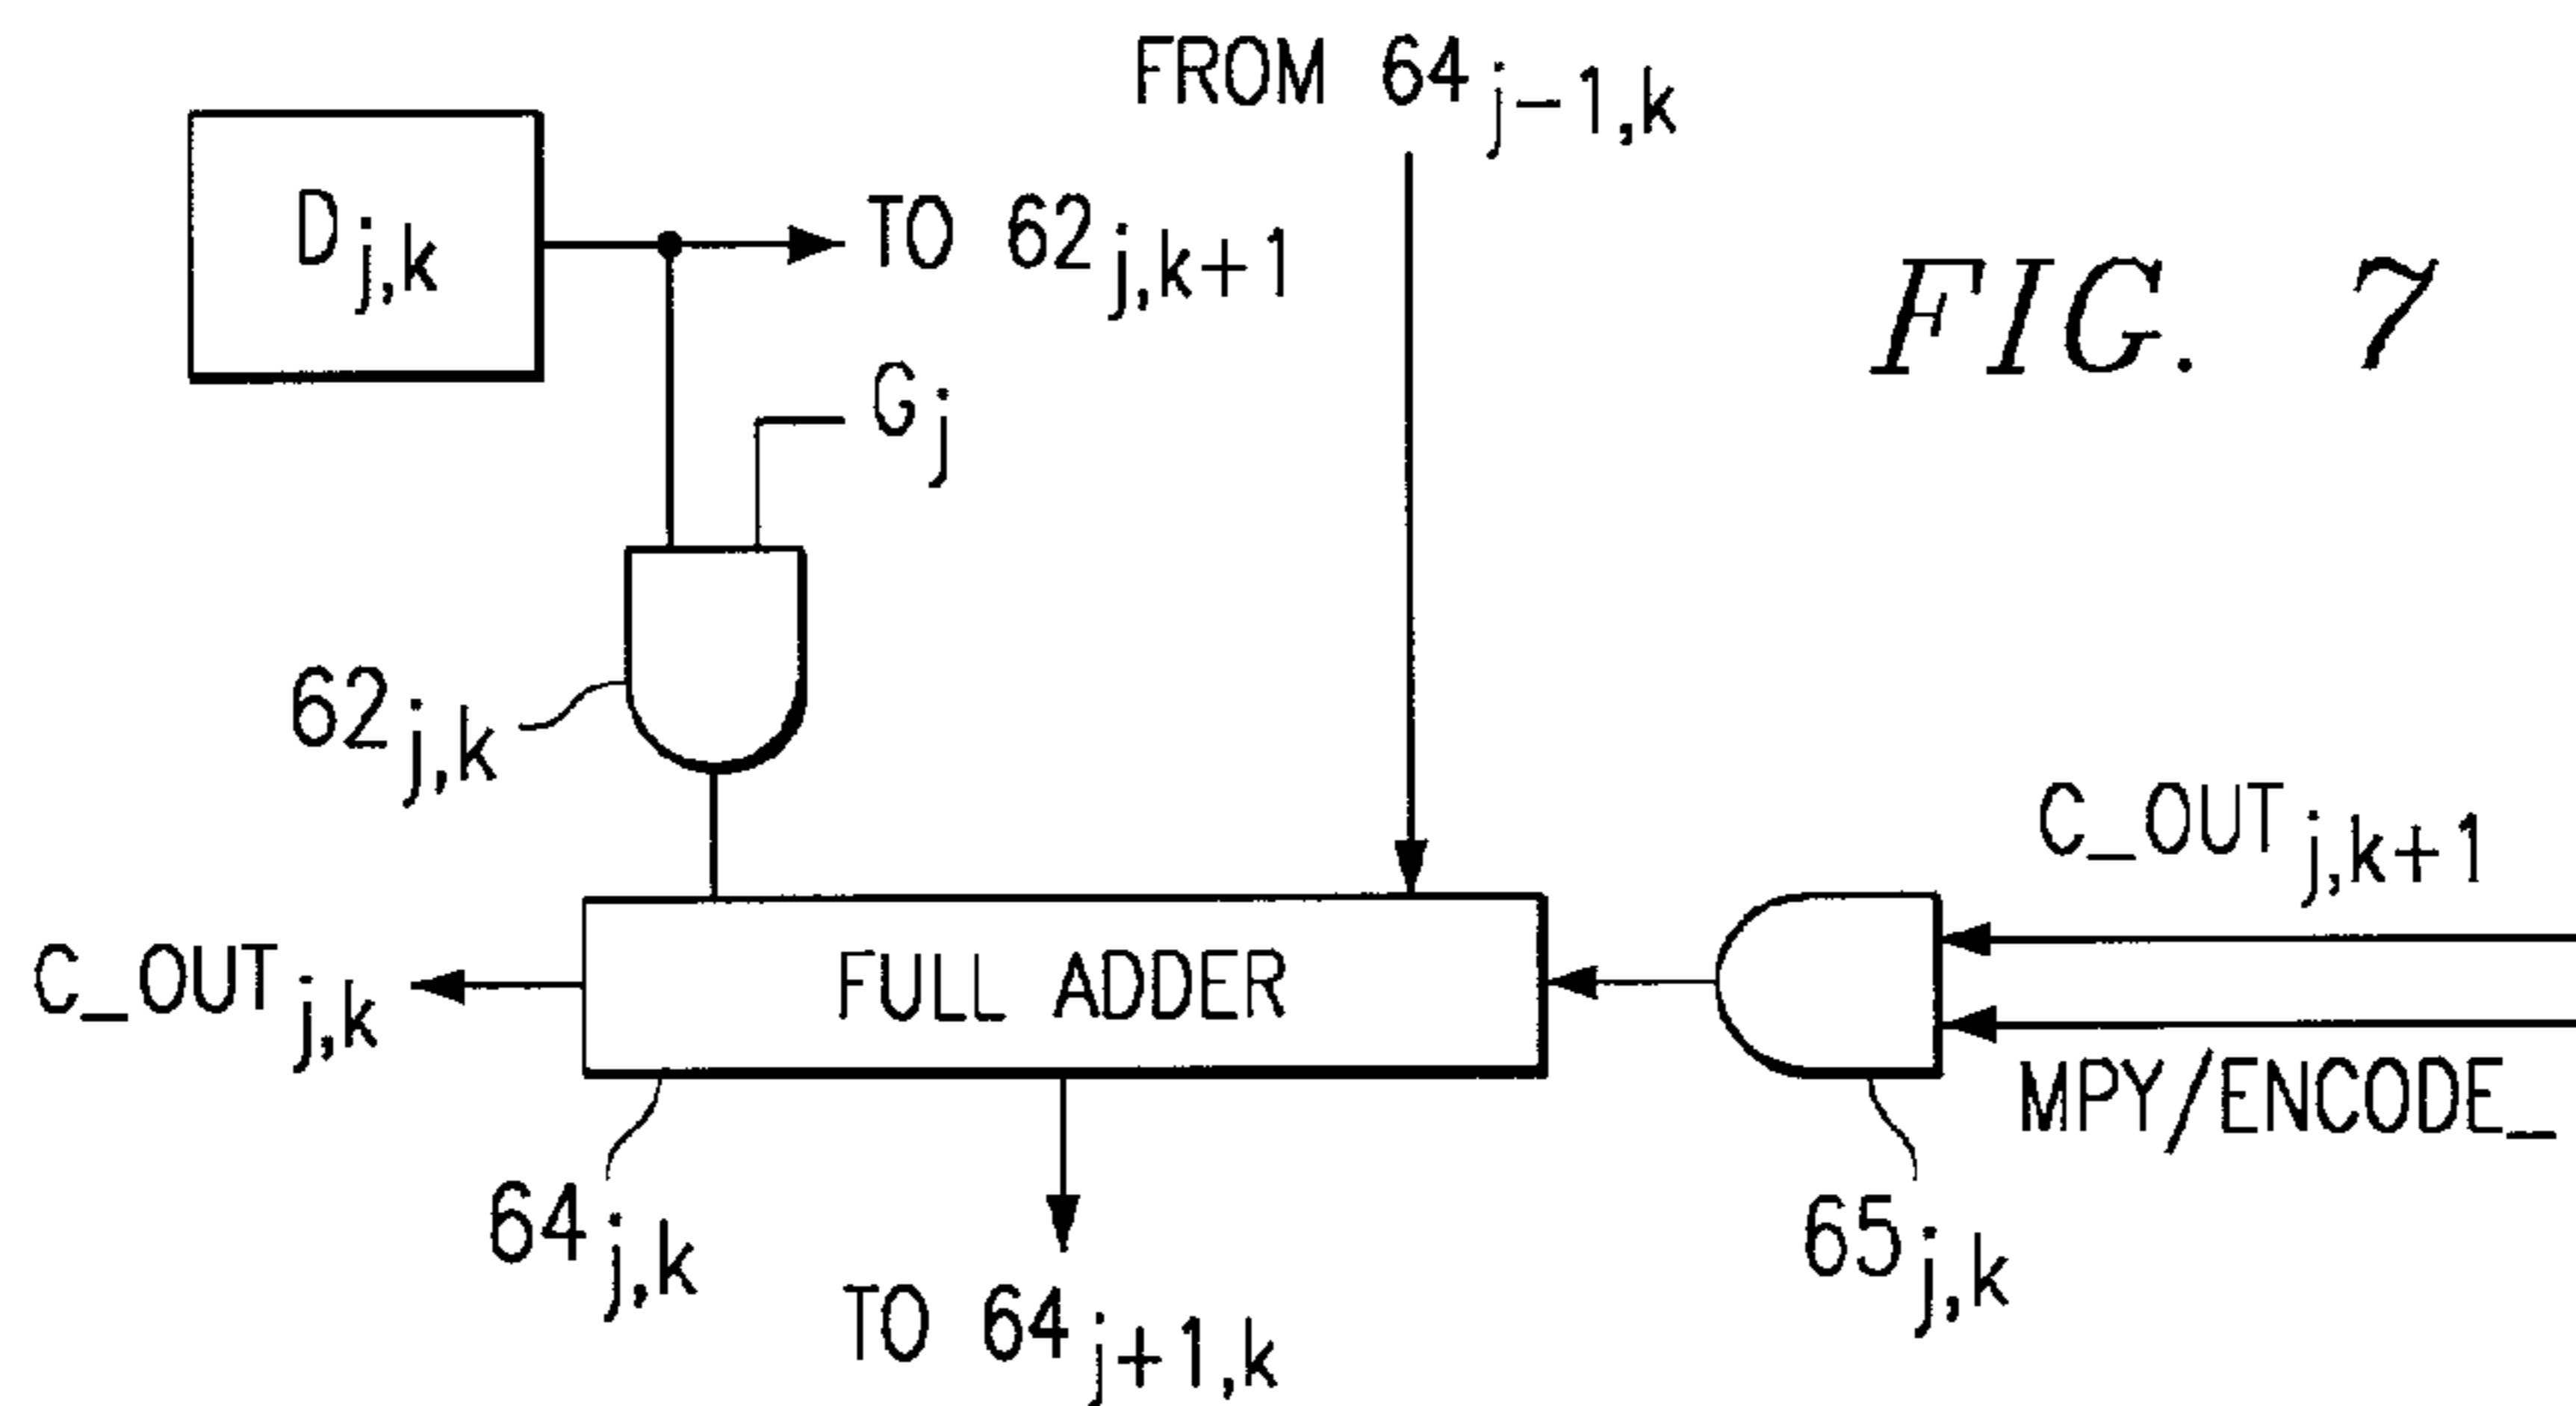 FROM 64j–1,k
Dj,k
TO 62j,k+1
FIG. 7
Gj
62j,k
C_OUTj,k+1
C_OUTj,k
FULL ADDER
MPY/ENCODE_
64j,k
65j,k
TO 64j+1,k